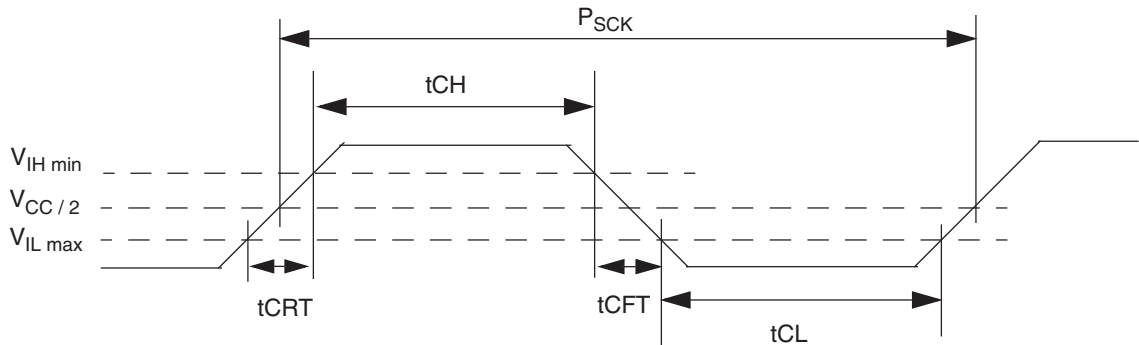 PSCK
tCH
VIH min
VCC / 2
VIL max
tCRT
tCFT
tCL